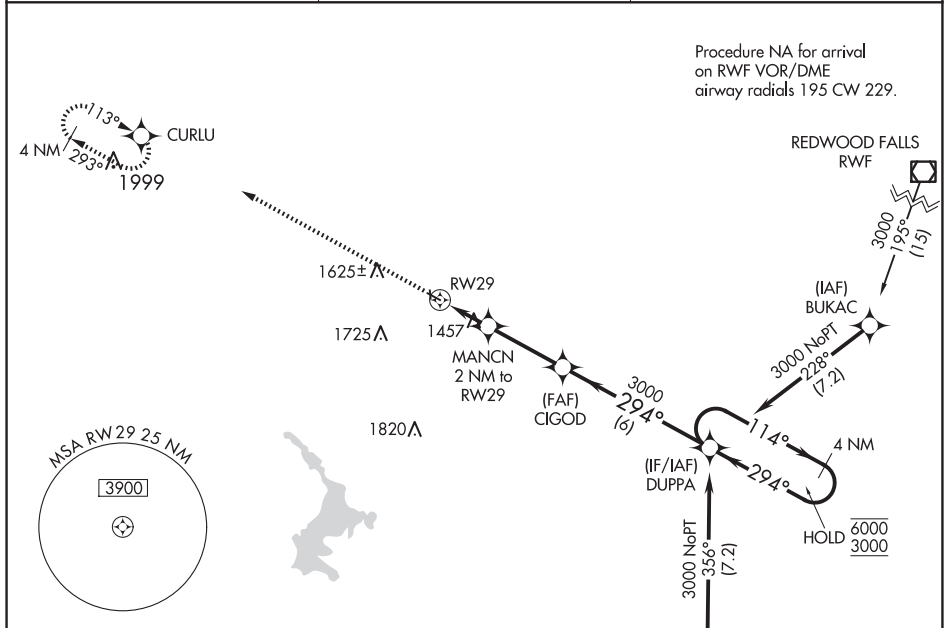 Procedure NA for arrival
on RWF VOR/DME
airway radials 195 CW 229.
113°
CURLU
4 NM
293°
1999
REDWOOD FALLS
RWF
3000
195°
(15)
1625±
RW29
(IAF)
BUKAC
1725
1457
MANCN
2 NM to
RW29
3000 NoPT
228°
(7.2)
(FAF)
CIGOD
3000
294°
(6)
1820
114°
4 NM
(IF/IAF)
DUPPA
294°
HOLD
6000
3000
MSA RW29 25 NM
3900
3000 NoPT
356°
(7.2)